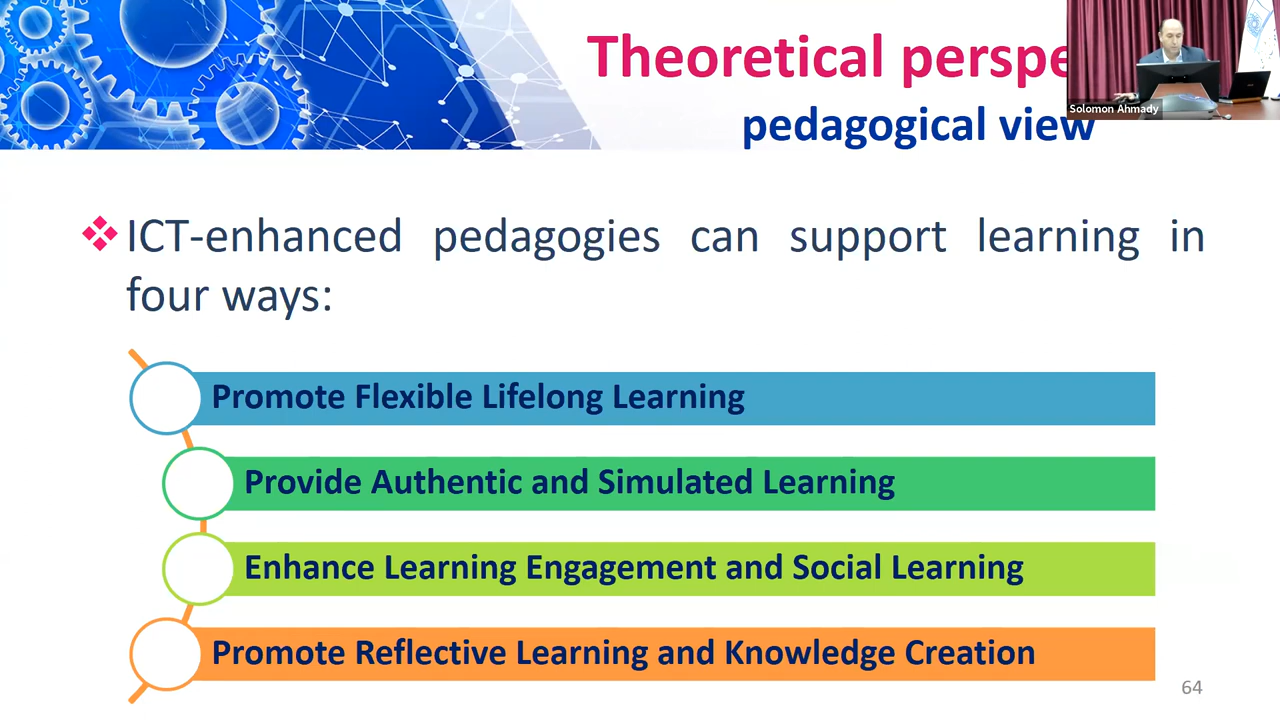 Theoretical
pedagogical view
Solomon Ahmady
ICT-enhanced pedagogies can support learning in
four ways:
Promote Flexible Lifelong Learning
Provide Authentic and Simulated Learning
Enhance Learning Engagement and Social Learning
Promote Reflective Learning and Knowledge Creation
64